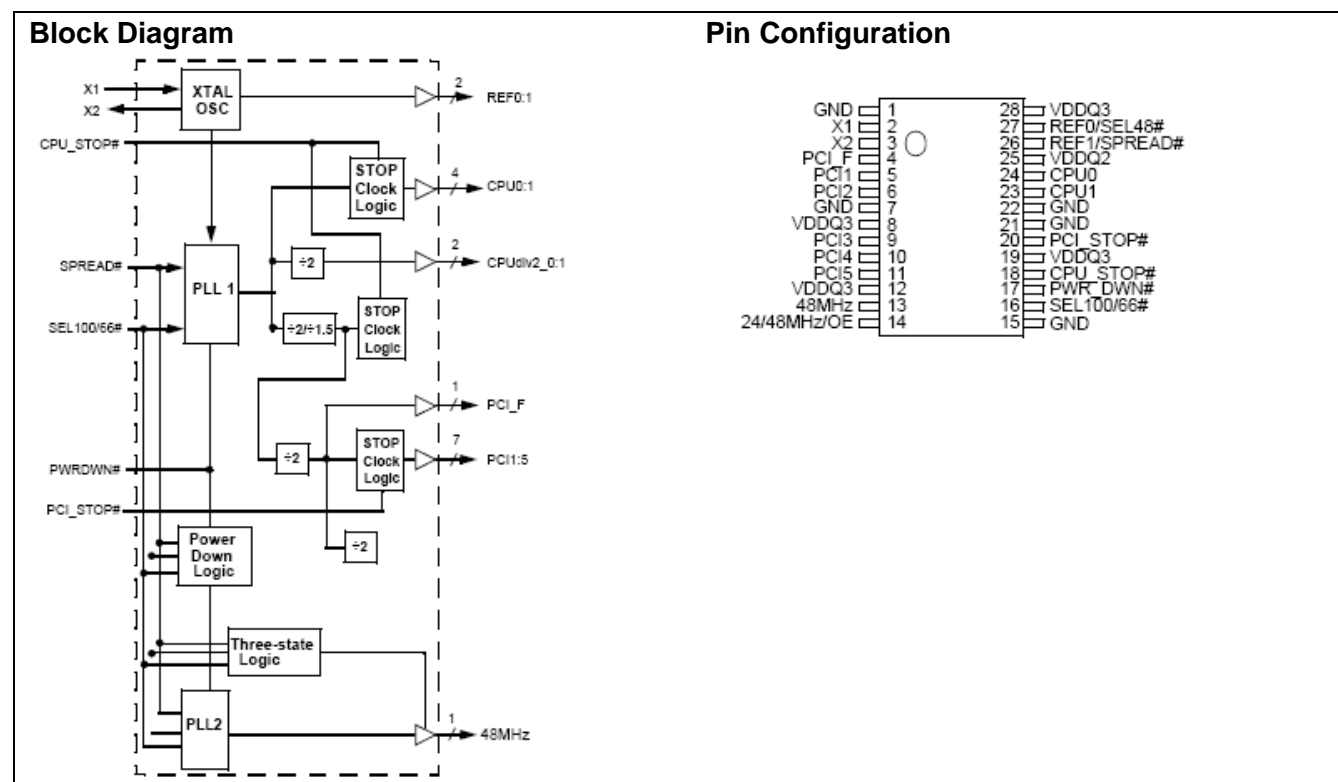 Block Diagram
X1
X2
XTAL
OSC
2
REF0:1
CPU_STOP#
STOP
Clock
Logic
4
CPU0:1
SPREAD#
PLL 1
÷2
2
CPUdiv2_0:1
SEL100/66#
÷2/÷1.5
STOP
Clock
Logic
1
PCI_F
÷2
STOP
Clock
Logic
7
PCI1:5
PWRDWN#
PCI_STOP#
÷2
Power
Down
Logic
Three-state
Logic
PLL2
1
48MHz
Pin Configuration
GND 1 28 VDDQ3
X1 2 27 REF0/SEL48#
X2 3 26 REF1/SPREAD#
PCI_F 4 25 VDDQ2
PCI1 5 24 CPU0
PCI2 6 23 CPU1
GND 7 22 GND
VDDQ3 8 21 GND
PCI3 9 20 PCI_STOP#
PCI4 10 19 VDDQ3
PCI5 11 18 CPU_STOP#
VDDQ3 12 17 PWR_DWN#
48MHz 13 16 SEL100/66#
24/48MHz/OE 14 15 GND